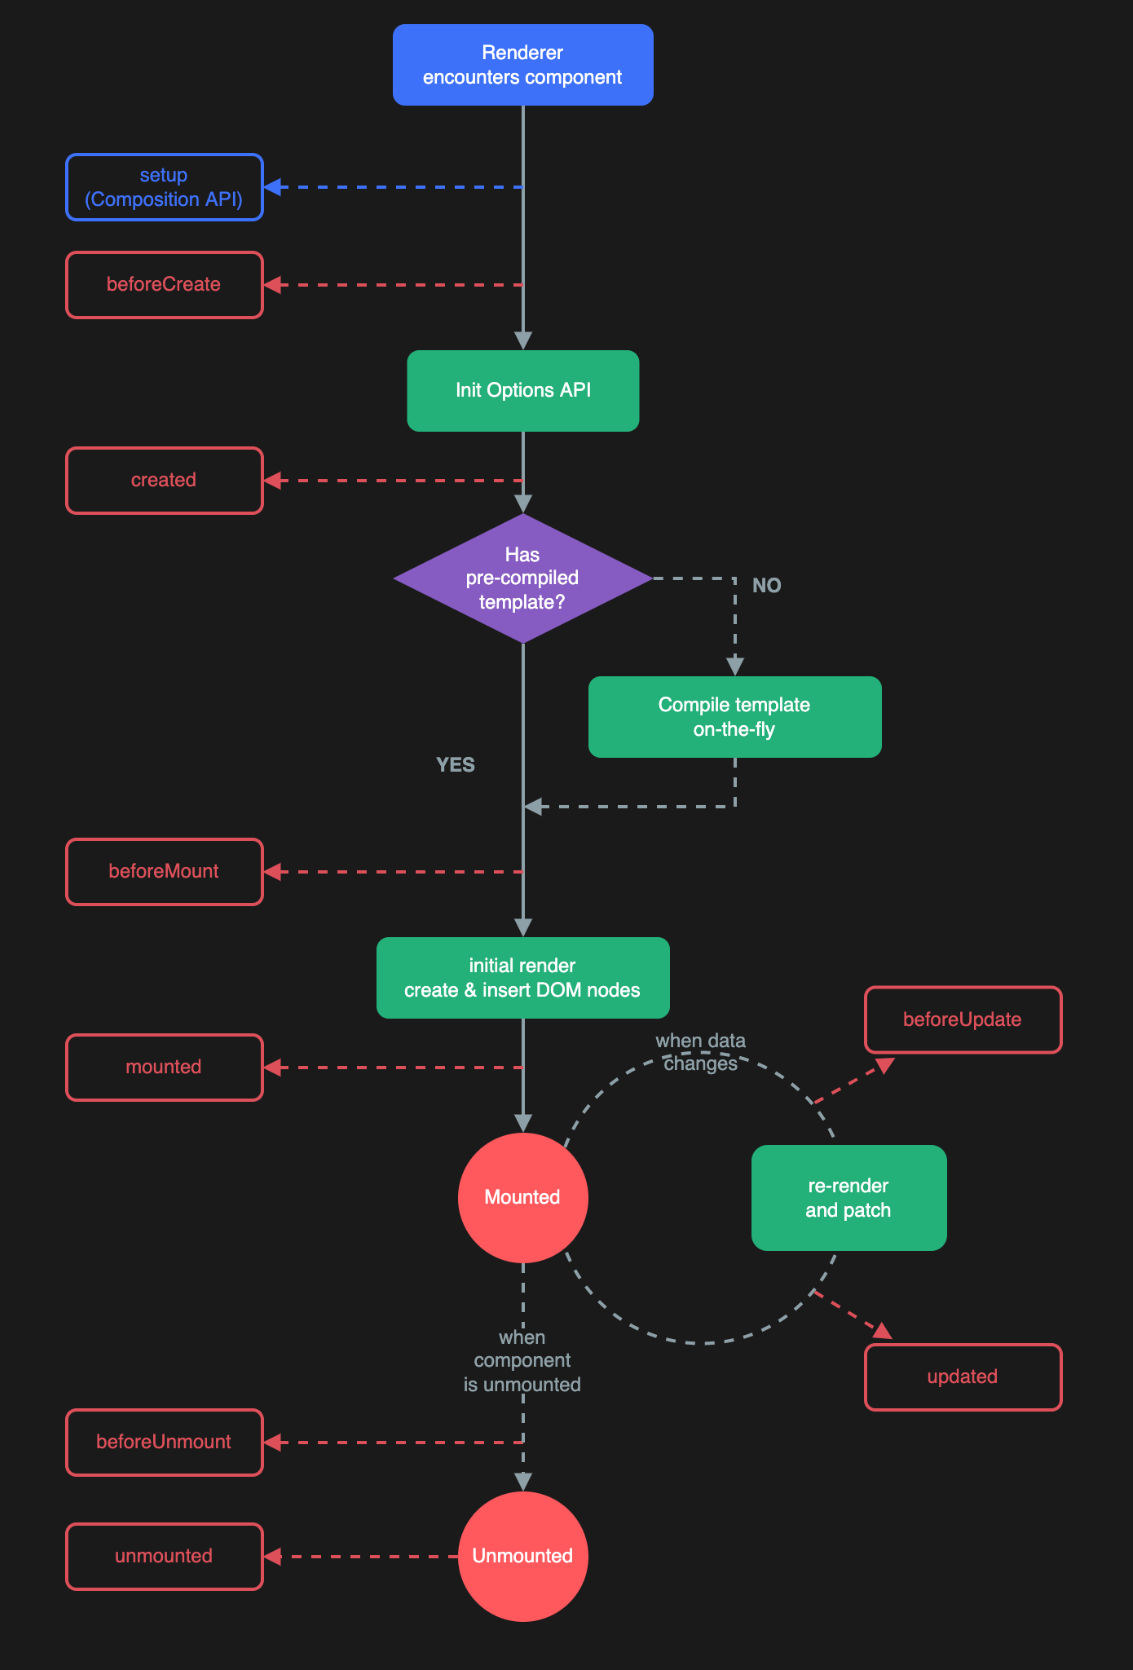 Renderer
encounters component
setup
(Composition API)
beforeCreate
Init Options API
created
Has
pre-compiled
template?
NO
Compile template
on-the-fly
YES
beforeMount
initial render
create & insert DOM nodes
beforeUpdate
when data
changes
mounted
re-render
and patch
Mounted
when
component
is unmounted
updated
beforeUnmount
unmounted
Unmounted